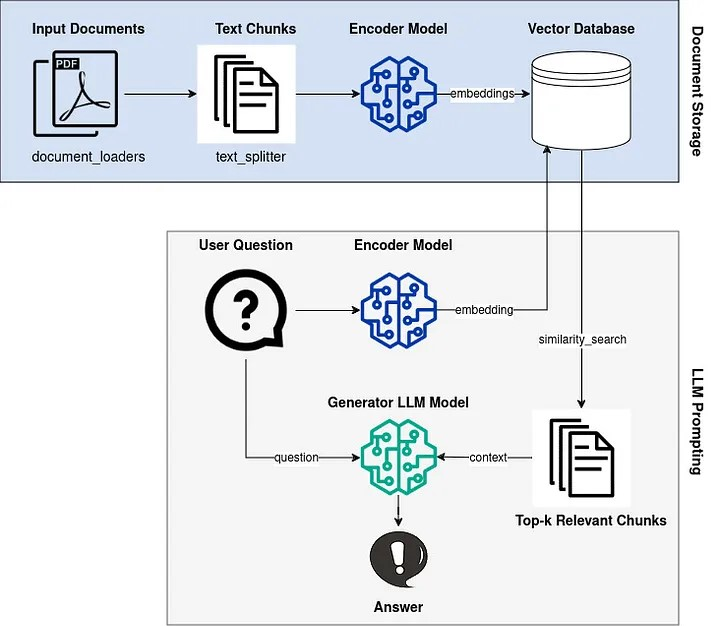 Input Documents
Text Chunks
Encoder Model
Vector Database
PDF
embeddings
document_loaders
text_splitter
Document Storage
User Question
Encoder Model
embedding
similarity_search
Generator LLM Model
question
context
Top-k Relevant Chunks
Answer
LLM Prompting